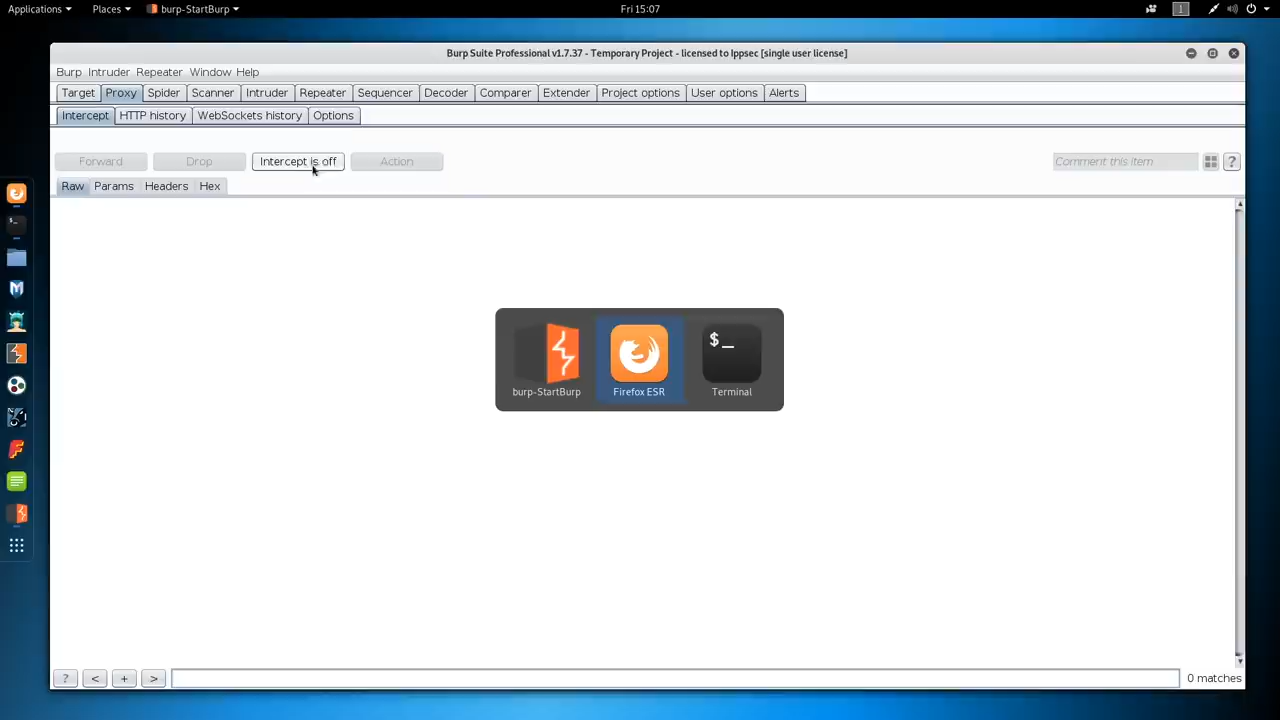 Applications Places burp-StartBurp Fri 15:07 1
Burp Suite Professional v1.7.37 - Temporary Project - licensed to Ippsec [single user license]
Burp Intruder Repeater Window Help
Target Proxy Spider Scanner Intruder Repeater Sequencer Decoder Comparer Extender Project options User options Alerts
Intercept HTTP history WebSockets history Options
Forward Drop Intercept is off Action Comment this item ?
Raw Params Headers Hex
$_
burp-StartBurp Firefox ESR Terminal
? < + > 0 matches